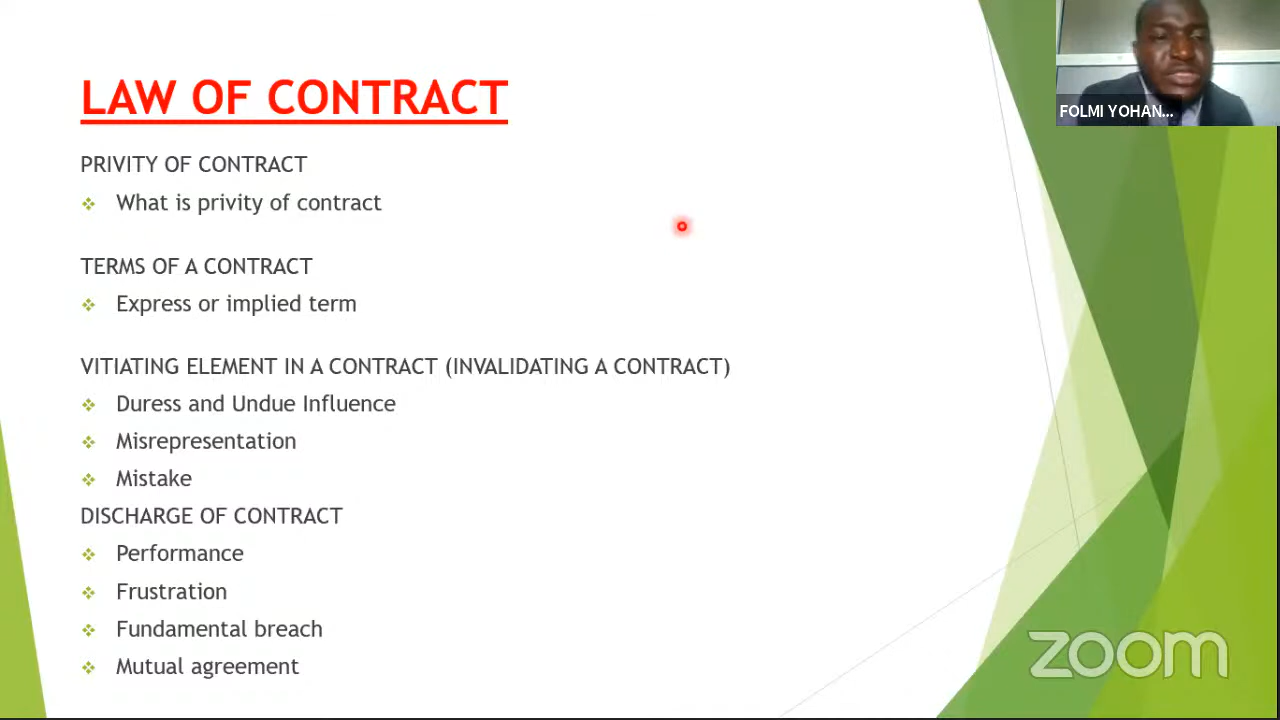 LAW OF CONTRACT
FOLMI YOHAN...
PRIVITY OF CONTRACT
What is privity of contract
TERMS OF A CONTRACT
Express or implied term
VITIATING ELEMENT IN A CONTRACT (INVALIDATING A CONTRACT)
Duress and Undue Influence
Misrepresentation
Mistake
DISCHARGE OF CONTRACT
Performance
Frustration
Fundamental breach
Mutual agreement
zoom